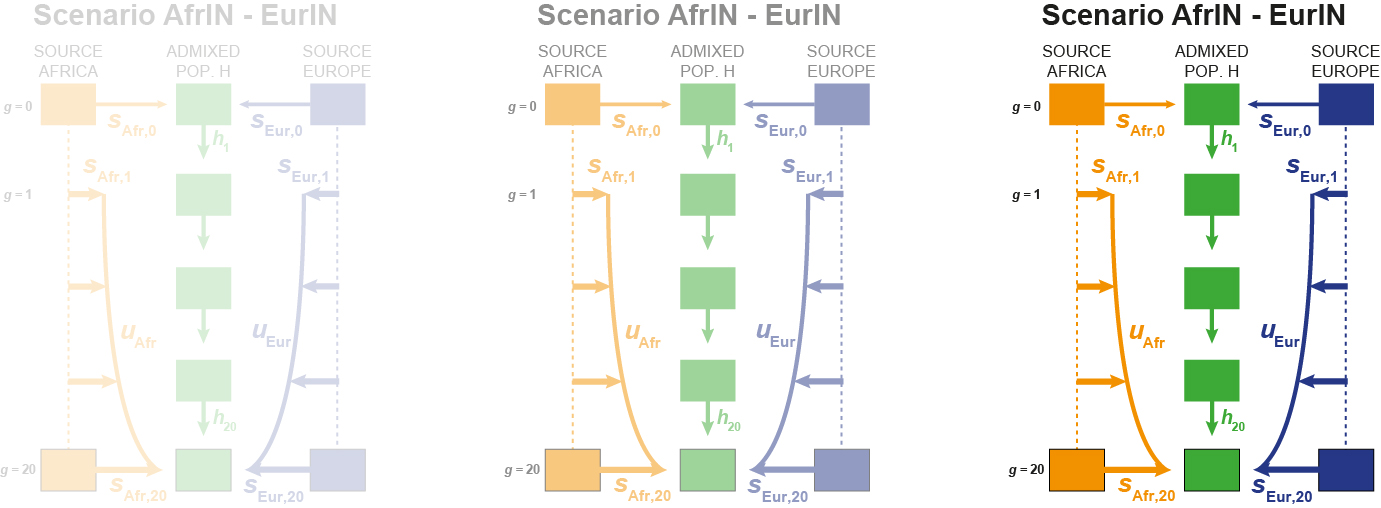 Scenario AfrIN - EurIN
SOURCE AFRICA
ADMIXED POP. H
SOURCE EUROPE
g = 0
sAfr,0
sEur,0
h1
sAfr,1
sEur,1
g = 1
uAfr
uEur
h20
g = 20
sAfr,20
sEur,20
Scenario AfrIN - EurIN
SOURCE AFRICA
ADMIXED POP. H
SOURCE EUROPE
g = 0
sAfr,0
sEur,0
h1
sAfr,1
sEur,1
g = 1
uAfr
uEur
h20
g = 20
sAfr,20
sEur,20
Scenario AfrIN - EurIN
SOURCE AFRICA
ADMIXED POP. H
SOURCE EUROPE
g = 0
sAfr,0
sEur,0
h1
sAfr,1
sEur,1
g = 1
uAfr
uEur
h20
g = 20
sAfr,20
sEur,20